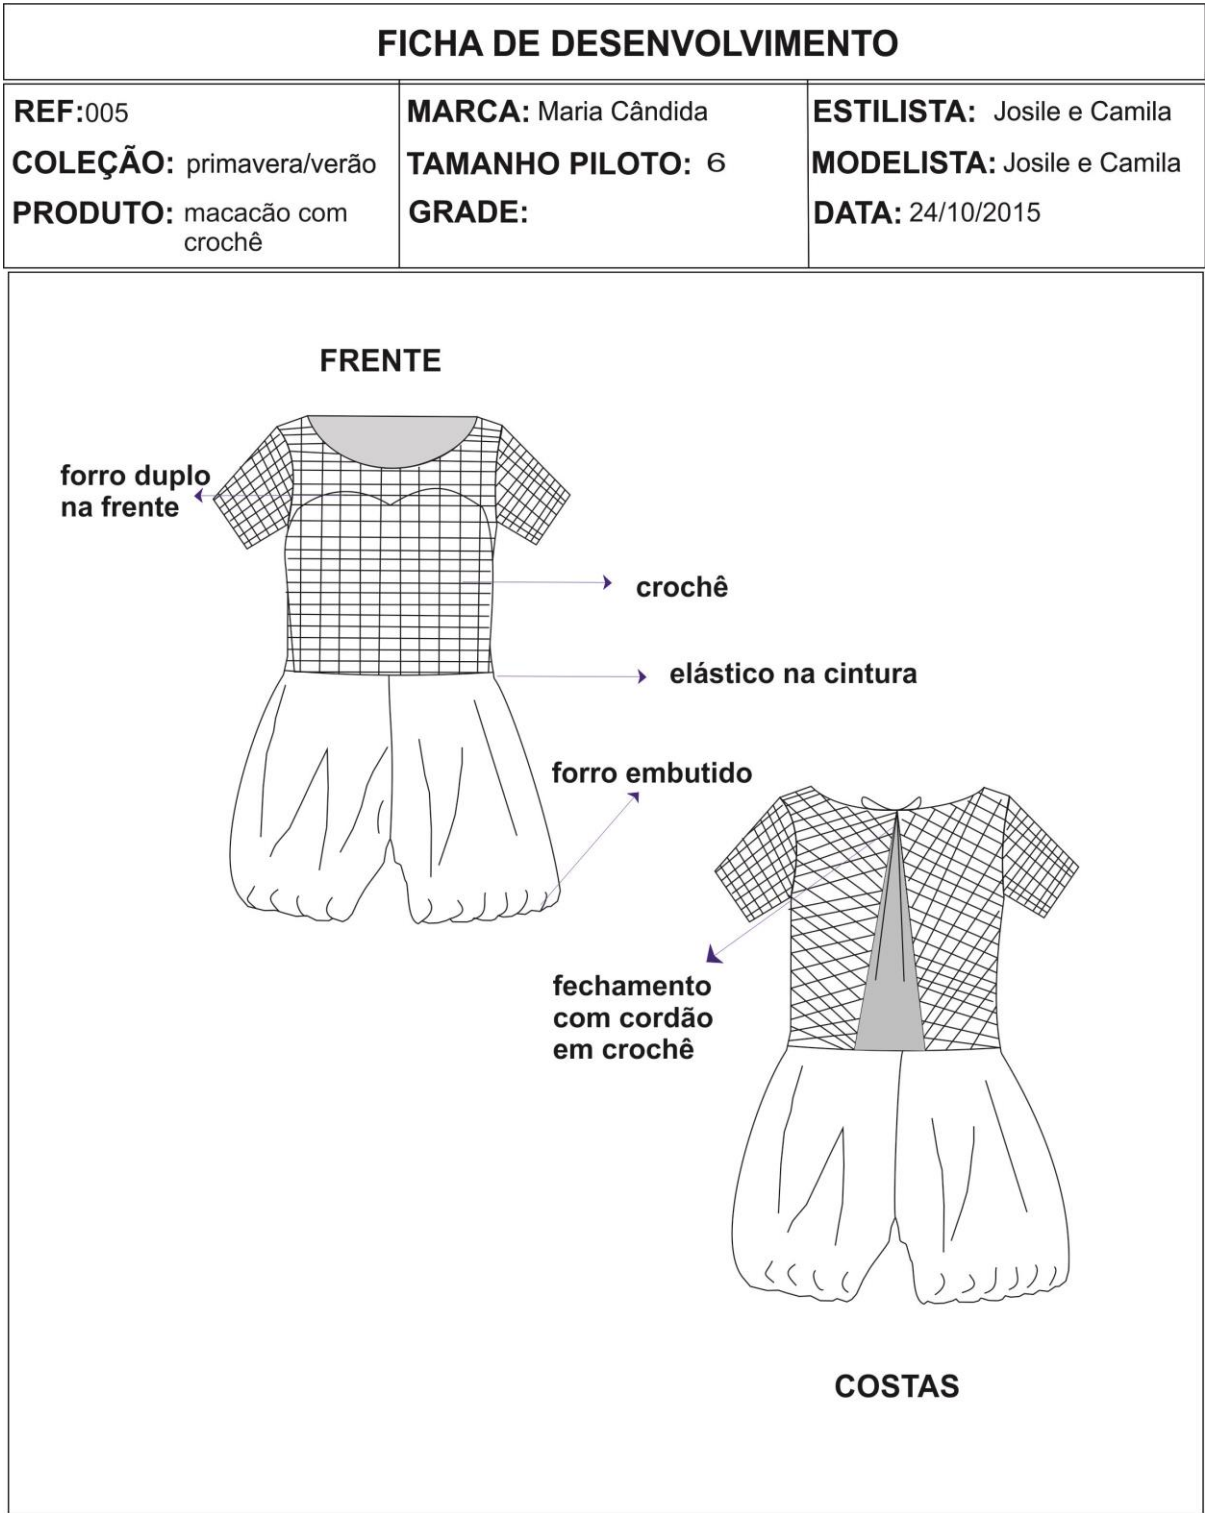 FICHA DE DESENVOLVIMENTO
REF:005
COLEÇÃO: primavera/verão
PRODUTO: macacão com
crochê
MARCA: Maria Cândida
TAMANHO PILOTO: 6
GRADE:
ESTILISTA: Josile e Camila
MODELISTA: Josile e Camila
DATA: 24/10/2015
FRENTE
forro duplo
na frente
crochê
elástico na cintura
forro embutido
fechamento
com cordão
em crochê
COSTAS